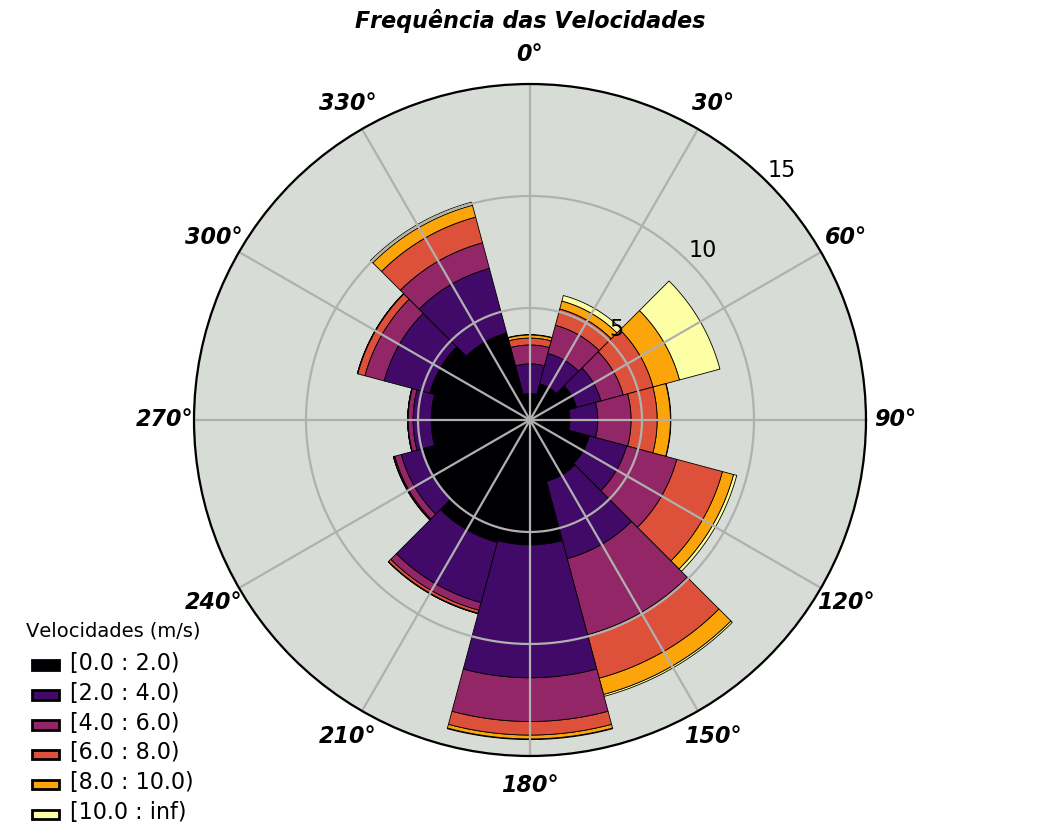 Frequência das Velocidades
0°
330°
30°
15
300°
60°
10
5
270°
90°
240°
120°
210°
150°
180°
Velocidades (m/s)
[0.0 : 2.0)
[2.0 : 4.0)
[4.0 : 6.0)
[6.0 : 8.0)
[8.0 : 10.0)
[10.0 : inf)